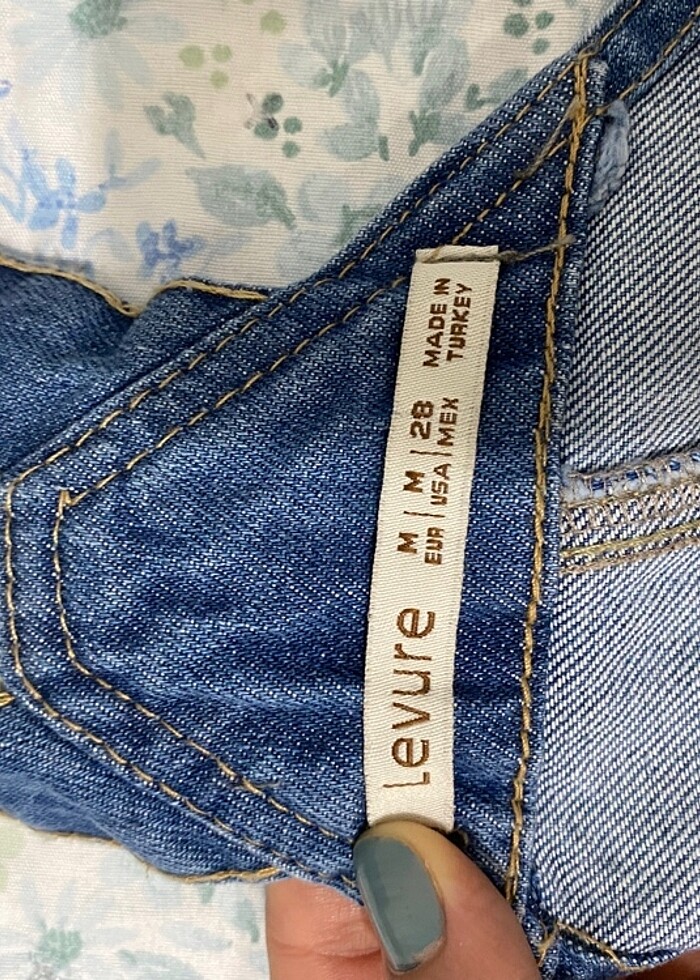 Levure
M | M | 28
EUR | USA | MEX
MADE IN
TURKEY